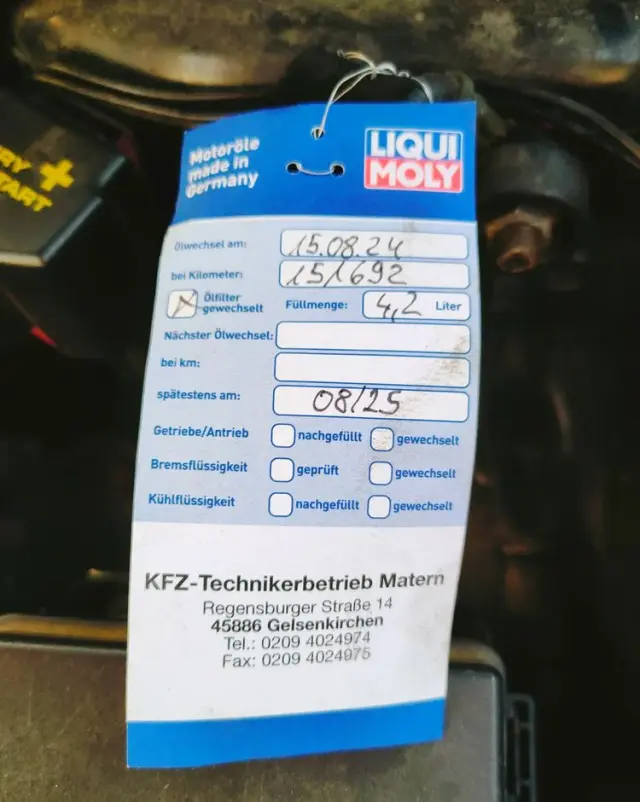 Motoröle
made in
Germany
LIQUI
MOLY
RY +
START
Ölwechsel am: 15.08.24
bei Kilometer: 151692
Ölfilter
gewechselt
Füllmenge: 4,2 Liter
Nächster Ölwechsel:
bei km:
spätestens am: 08/25
Getriebe/Antrieb nachgefüllt gewechselt
Bremsflüssigkeit geprüft gewechselt
Kühlflüssigkeit nachgefüllt gewechselt
KFZ-Technikerbetrieb Matern
Regensburger Straße 14
45886 Gelsenkirchen
Tel.: 0209 4024974
Fax: 0209 4024975